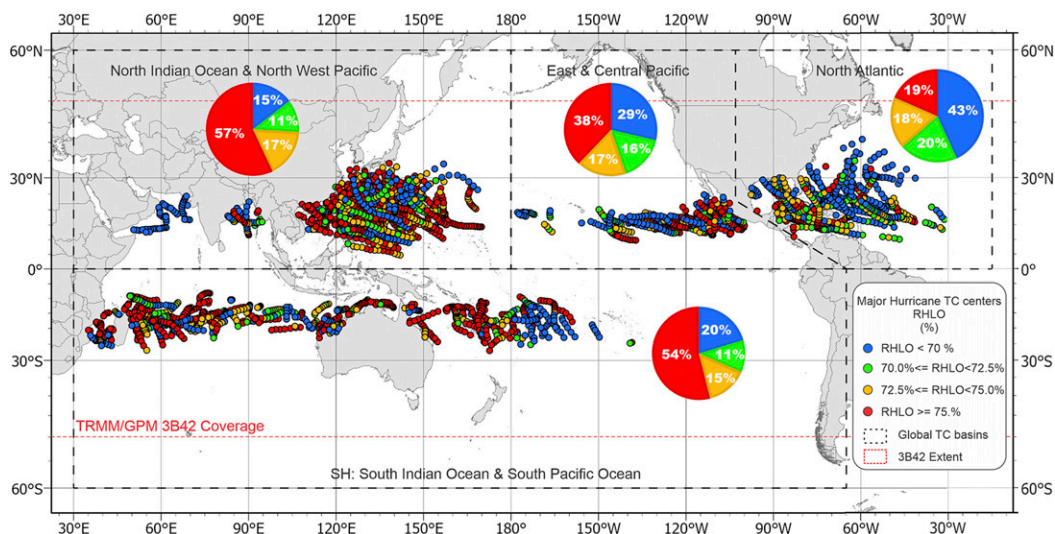 30°E 60°E 90°E 120°E 150°E 180° 150°W 120°W 90°W 60°W 30°W
60°N 60°N
North Indian Ocean & North West Pacific East & Central Pacific North Atlantic
15%
11%
17%
57%
29%
16%
17%
38%
43%
20%
18%
19%
30°N 30°N
0° 0°
Major Hurricane TC centers
RHLO
(%)
RHLO < 70 %
70.0%<= RHLO<72.5%
72.5%<= RHLO<75.0%
RHLO >= 75.%
Global TC basins
3B42 Extent
20%
11%
15%
54%
30°S 30°S
TRMM/GPM 3B42 Coverage
SH: South Indian Ocean & South Pacific Ocean
60°S 60°S
30°E 60°E 90°E 120°E 150°E 180° 150°W 120°W 90°W 60°W 30°W